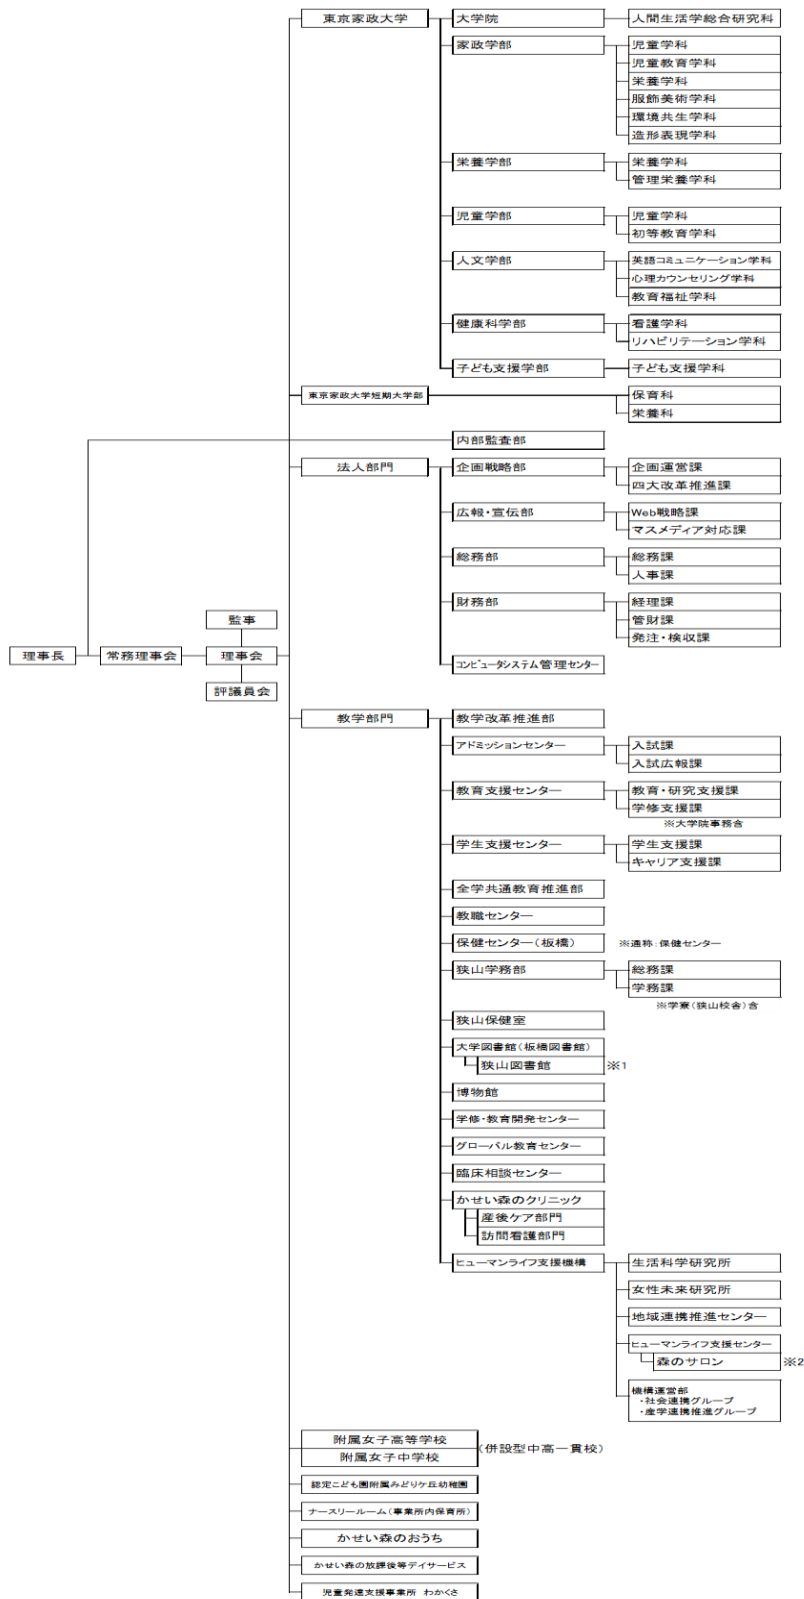 東京家政大学
大学院
人間生活学総合研究科
家政学部
児童学科
児童教育学科
栄養学科
服飾美術学科
環境共生学科
造形表現学科
栄養学部
栄養学科
管理栄養学科
児童学部
児童学科
初等教育学科
人文学部
英語コミュニケーション学科
心理カウンセリング学科
教育福祉学科
健康科学部
看護学科
リハビリテーション学科
子ども支援学部
子ども支援学科
東京家政大学短期大学部
保育科
栄養科
内部監査部
法人部門
企画戦略部
企画運営課
四大改革推進課
広報・宣伝部
Web戦略課
マスメディア対応課
総務部
総務課
人事課
財務部
経理課
管財課
発注・検収課
監事
理事長
常務理事会
理事会
評議員会
コンピュータシステム管理センター
教学部門
教学改革推進部
アドミッションセンター
入試課
入試広報課
教育支援センター
教育・研究支援課
学修支援課
※大学院事務含
学生支援センター
学生支援課
キャリア支援課
全学共通教育推進部
教職センター
保健センター(板橋)
※通称:保健センター
狭山学務部
総務課
学務課
※学寮(狭山校舎)含
狭山保健室
大学図書館(板橋図書館)
狭山図書館
※1
博物館
学修・教育開発センター
グローバル教育センター
臨床相談センター
かせい森のクリニック
産後ケア部門
訪問看護部門
ヒューマンライフ支援機構
生活科学研究所
女性未来研究所
地域連携推進センター
ヒューマンライフ支援センター
森のサロン
※2
機構運営部
・社会連携グループ
・産学連携推進グループ
附属女子高等学校
附属女子中学校
(併設型中高一貫校)
認定こども園附属みどりケ丘幼稚園
ナースリールーム(事業所内保育所)
かせい森のおうち
かせい森の放課後等デイサービス
児童発達支援事業所 わかくさ